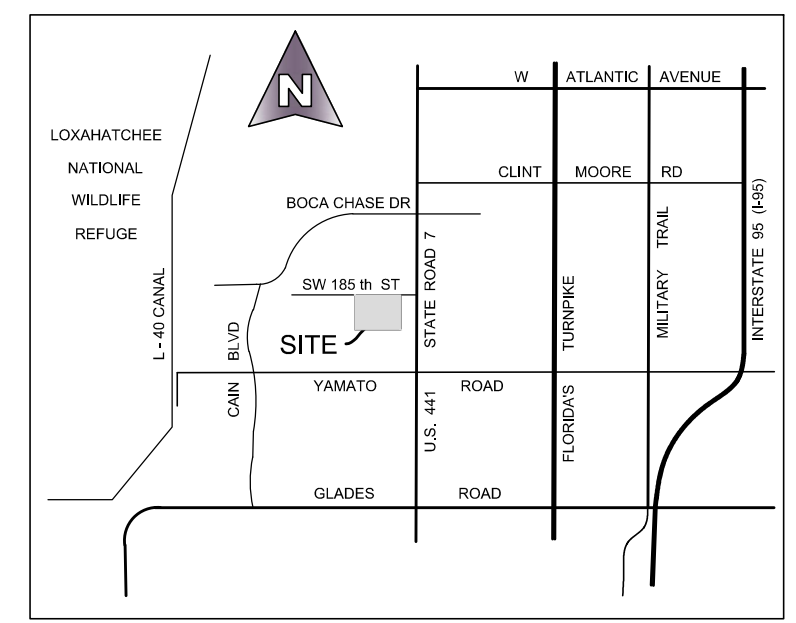 N
W ATLANTIC AVENUE
LOXAHATCHEE
NATIONAL
WILDLIFE
REFUGE
CLINT MOORE RD
BOCA CHASE DR
SW 185 th ST
SITE
L - 40 CANAL
CAIN BLVD
U.S. 441 STATE ROAD 7
FLORIDA'S TURNPIKE
MILITARY TRAIL
INTERSTATE 95 (I-95)
YAMATO ROAD
GLADES ROAD